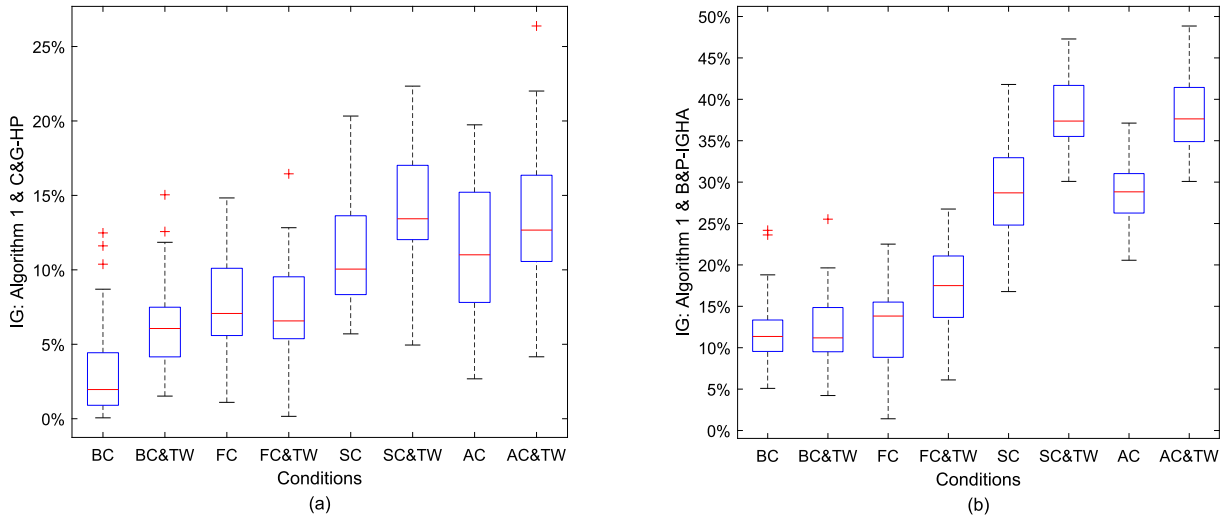 IG: Algorithm 1 & C&G-HP
25%
20%
15%
10%
5%
0%
BC BC&TW FC FC&TW SC SC&TW AC AC&TW
Conditions
(a)
IG: Algorithm 1 & B&P-IGHA
50%
45%
40%
35%
30%
25%
20%
15%
10%
5%
0%
BC BC&TW FC FC&TW SC SC&TW AC AC&TW
Conditions
(b)